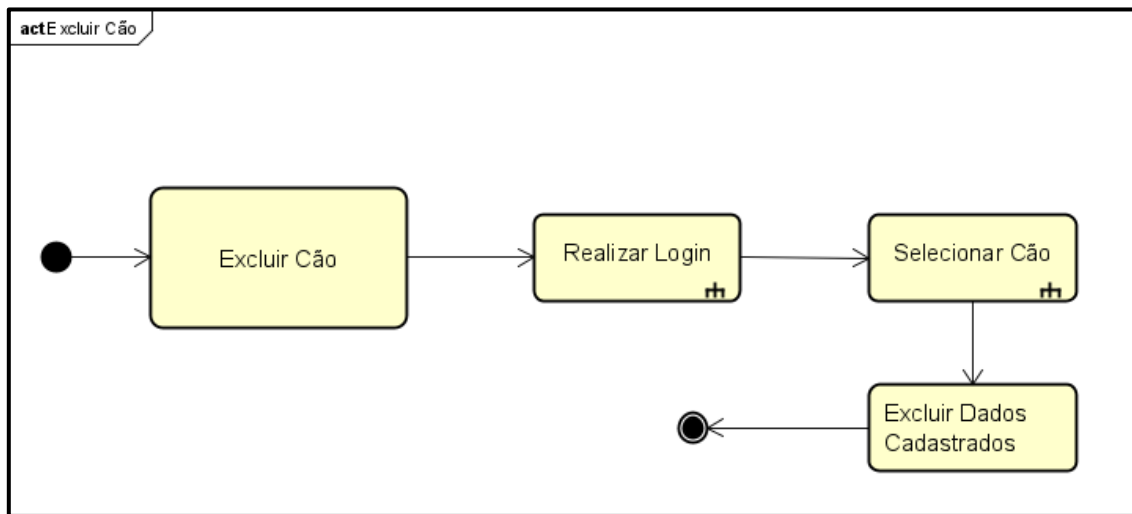 act Excluir Cão
Excluir Cão
Realizar Login
Selecionar Cão
Excluir Dados
Cadastrados